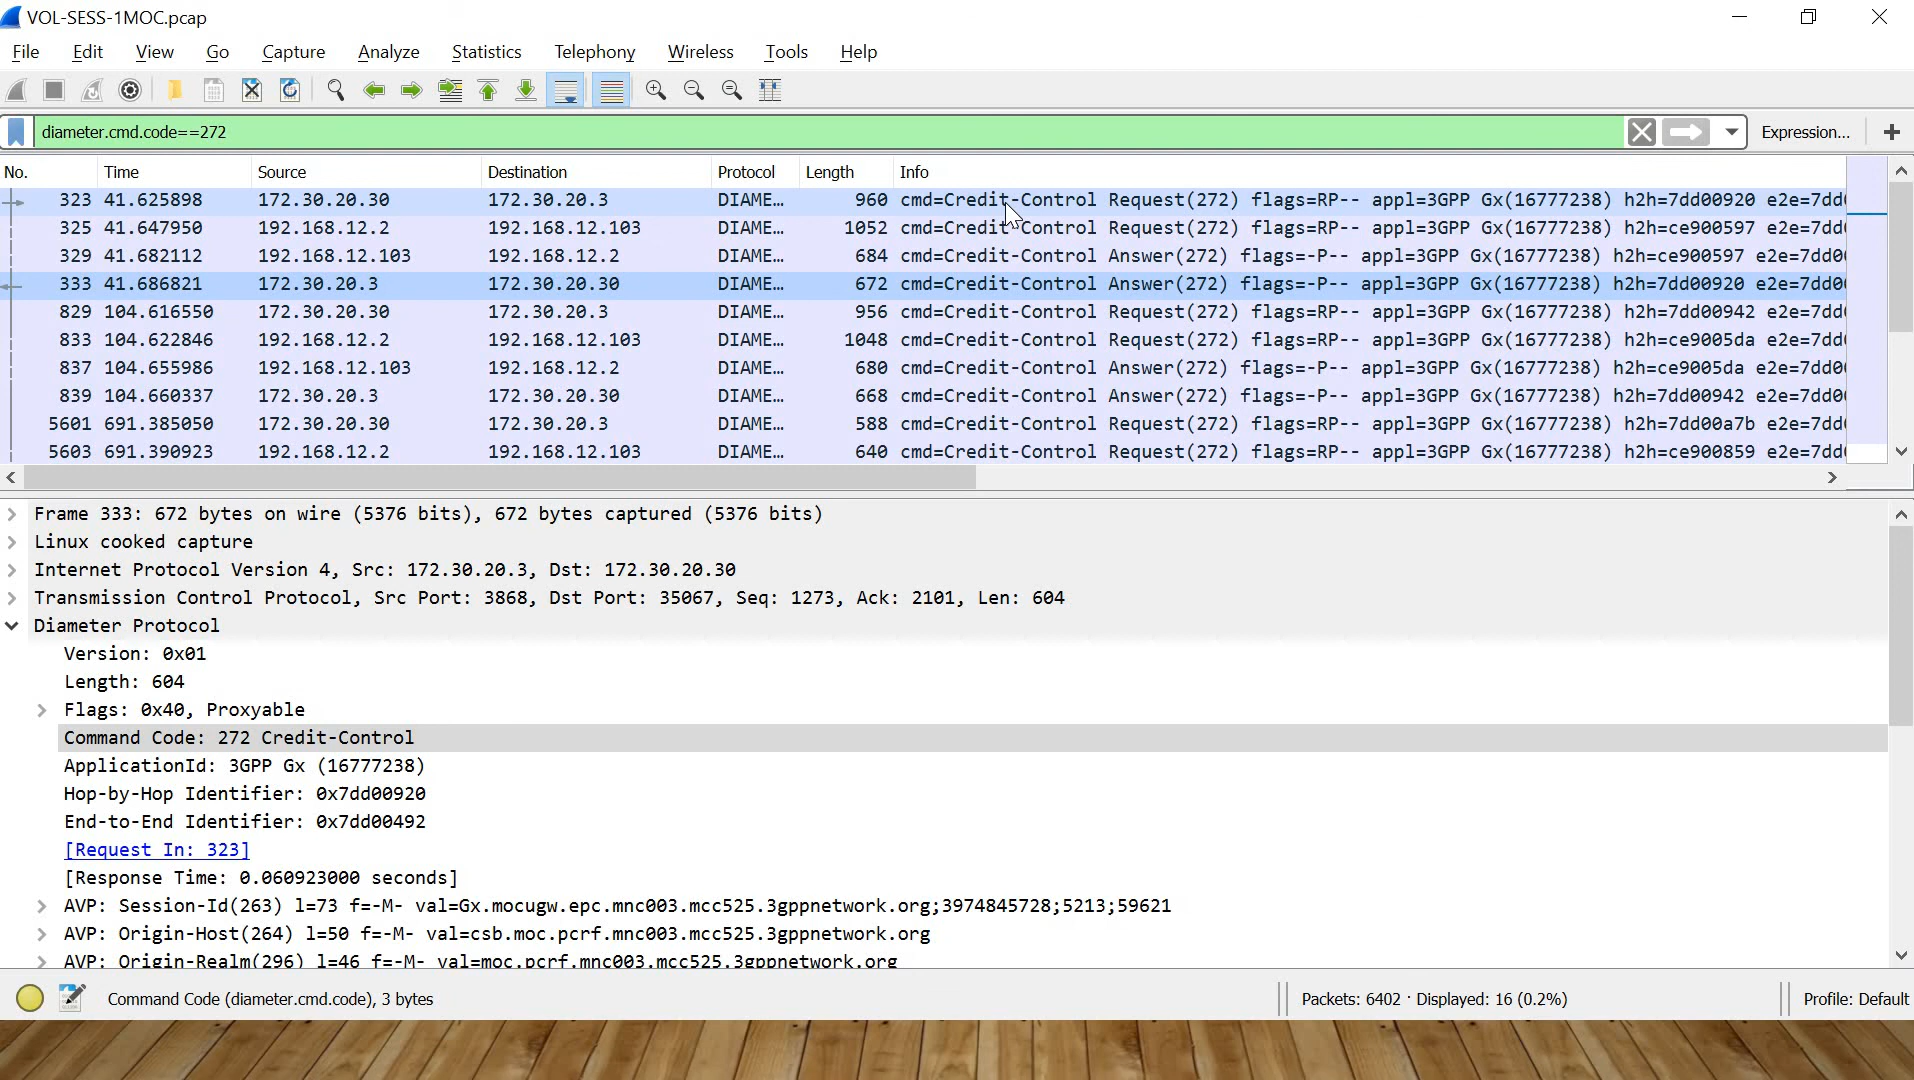 VOL-SESS-1MOC.pcap
File Edit View Go Capture Analyze Statistics Telephony Wireless Tools Help
diameter.cmd.code==272 Expression...
No. Time Source Destination Protocol Length Info
323 41.625898 172.30.20.30 172.30.20.3 DIAME... 960 cmd=Credit-Control Request(272) flags=RP-- appl=3GPP Gx(16777238) h2h=7dd00920 e2e=7dd
325 41.647950 192.168.12.2 192.168.12.103 DIAME... 1052 cmd=Credit-Control Request(272) flags=RP-- appl=3GPP Gx(16777238) h2h=ce900597 e2e=7dd
329 41.682112 192.168.12.103 192.168.12.2 DIAME... 684 cmd=Credit-Control Answer(272) flags=-P-- appl=3GPP Gx(16777238) h2h=ce900597 e2e=7dd0
333 41.686821 172.30.20.3 172.30.20.30 DIAME... 672 cmd=Credit-Control Answer(272) flags=-P-- appl=3GPP Gx(16777238) h2h=7dd00920 e2e=7dd0
829 104.616550 172.30.20.30 172.30.20.3 DIAME... 956 cmd=Credit-Control Request(272) flags=RP-- appl=3GPP Gx(16777238) h2h=7dd00942 e2e=7dd
833 104.622846 192.168.12.2 192.168.12.103 DIAME... 1048 cmd=Credit-Control Request(272) flags=RP-- appl=3GPP Gx(16777238) h2h=ce9005da e2e=7dd
837 104.655986 192.168.12.103 192.168.12.2 DIAME... 680 cmd=Credit-Control Answer(272) flags=-P-- appl=3GPP Gx(16777238) h2h=ce9005da e2e=7dd0
839 104.660337 172.30.20.3 172.30.20.30 DIAME... 668 cmd=Credit-Control Answer(272) flags=-P-- appl=3GPP Gx(16777238) h2h=7dd00942 e2e=7dd0
5601 691.385050 172.30.20.30 172.30.20.3 DIAME... 588 cmd=Credit-Control Request(272) flags=RP-- appl=3GPP Gx(16777238) h2h=7dd00a7b e2e=7dd
5603 691.390923 192.168.12.2 192.168.12.103 DIAME... 640 cmd=Credit-Control Request(272) flags=RP-- appl=3GPP Gx(16777238) h2h=ce900859 e2e=7dd
Frame 333: 672 bytes on wire (5376 bits), 672 bytes captured (5376 bits)
Linux cooked capture
Internet Protocol Version 4, Src: 172.30.20.3, Dst: 172.30.20.30
Transmission Control Protocol, Src Port: 3868, Dst Port: 35067, Seq: 1273, Ack: 2101, Len: 604
Diameter Protocol
Version: 0x01
Length: 604
Flags: 0x40, Proxyable
Command Code: 272 Credit-Control
ApplicationId: 3GPP Gx (16777238)
Hop-by-Hop Identifier: 0x7dd00920
End-to-End Identifier: 0x7dd00492
[Request In: 323]
[Response Time: 0.060923000 seconds]
AVP: Session-Id(263) l=73 f=-M- val=Gx.mocugw.epc.mnc003.mcc525.3gppnetwork.org;3974845728;5213;59621
AVP: Origin-Host(264) l=50 f=-M- val=csb.moc.pcrf.mnc003.mcc525.3gppnetwork.org
AVP: Origin-Realm(296) l=46 f=-M- val=moc.pcrf.mnc003.mcc525.3gppnetwork.org
Command Code (diameter.cmd.code), 3 bytes Packets: 6402 · Displayed: 16 (0.2%) Profile: Default